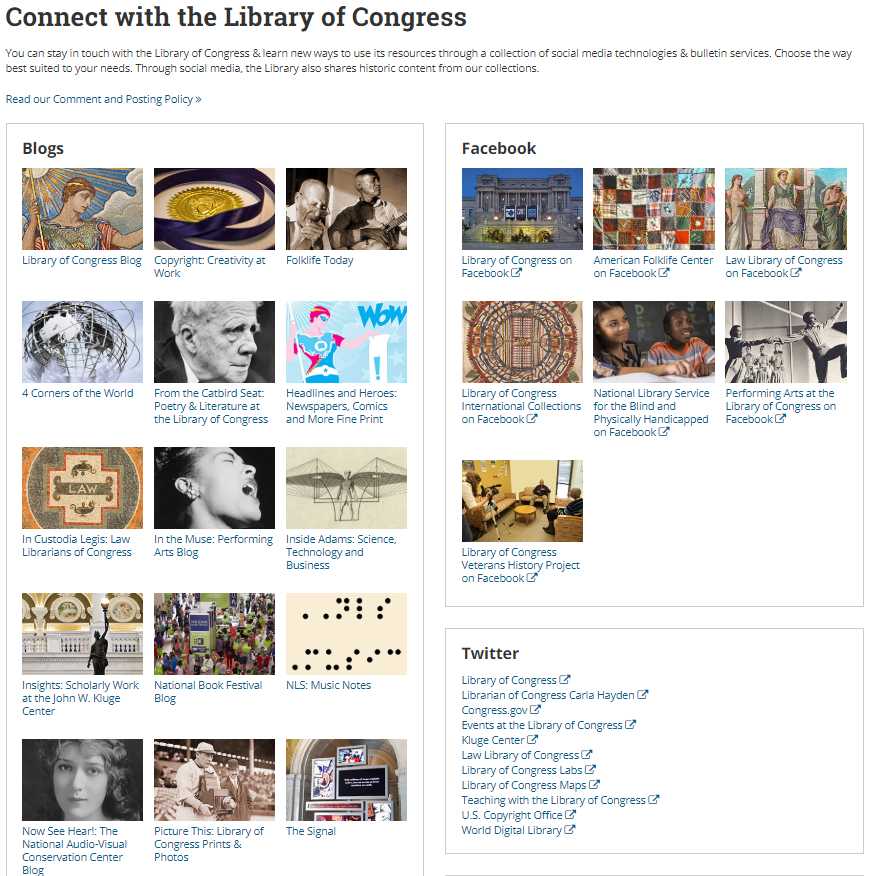 Connect with the Library of Congress
You can stay in touch with the Library of Congress & learn new ways to use its resources through a collection of social media technologies & bulletin services. Choose the way
best suited to your needs. Through social media, the Library also shares historic content from our collections.
Read our Comment and Posting Policy »
Blogs
Library of Congress Blog
Copyright: Creativity at
Work
Folklife Today
WOW
4 Corners of the World
From the Catbird Seat:
Poetry & Literature at
the Library of Congress
Headlines and Heroes:
Newspapers, Comics
and More Fine Print
LAW
In Custodia Legis: Law
Librarians of Congress
In the Muse: Performing
Arts Blog
Inside Adams: Science,
Technology and
Business
Insights: Scholarly Work
at the John W. Kluge
Center
National Book Festival
Blog
NLS: Music Notes
Now See Hear!: The
National Audio-Visual
Conservation Center
Blog
Picture This: Library of
Congress Prints &
Photos
The Signal
Facebook
Library of Congress on
Facebook
American Folklife Center
on Facebook
Law Library of Congress
on Facebook
Library of Congress
International Collections
on Facebook
National Library Service
for the Blind and
Physically Handicapped
on Facebook
Performing Arts at the
Library of Congress on
Facebook
Library of Congress
Veterans History Project
on Facebook
Twitter
Library of Congress
Librarian of Congress Carla Hayden
Congress.gov
Events at the Library of Congress
Kluge Center
Law Library of Congress
Library of Congress Labs
Library of Congress Maps
Teaching with the Library of Congress
U.S. Copyright Office
World Digital Library